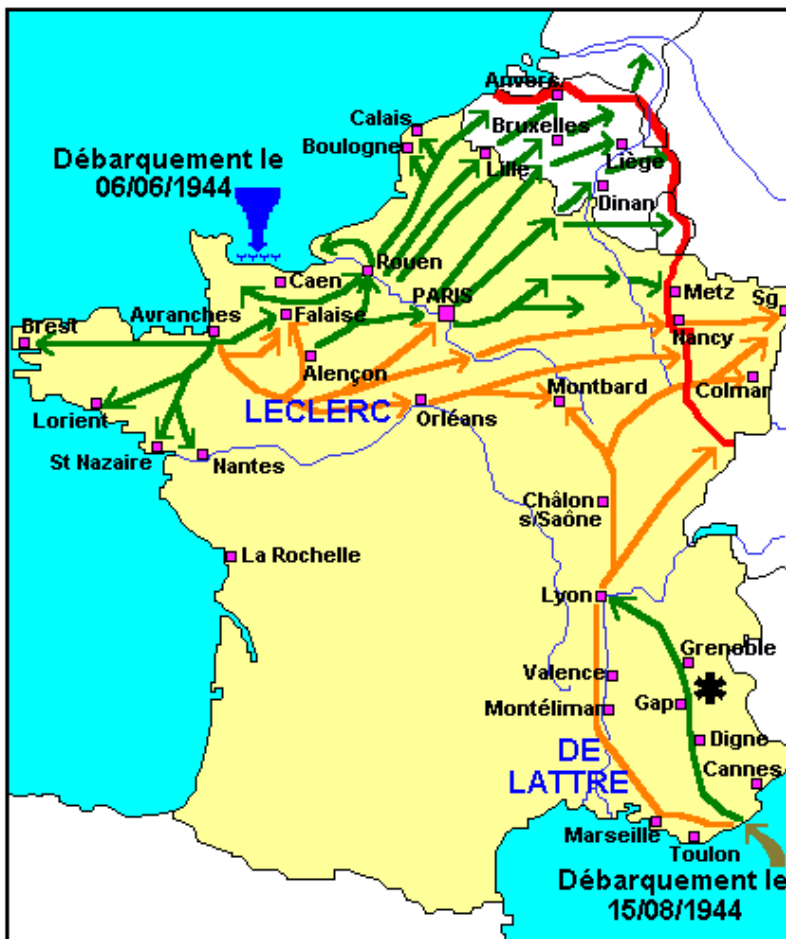 Anvers
Calais
Bruxelles
Boulogne
Débarquement le
06/06/1944
Lille
Liège
Dinan
Rouen
Caen
PARIS
Metz
Sg
Avranches
Falaise
Brest
Nancy
Alençon
Montbard
Colmar
LECLERC
Orléans
Lorient
St Nazaire
Nantes
Châlon
s/Saône
La Rochelle
Lyon
Grenoble
Valence
Gap
Montélimar
Digne
DE
LATTRE
Cannes
Marseille
Toulon
Débarquement le
15/08/1944